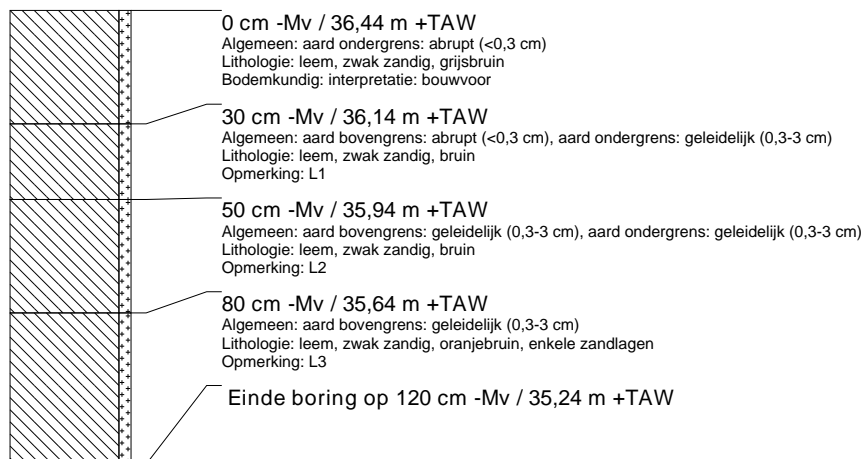 0 cm -Mv / 36,44 m +TAW
Algemeen: aard ondergrens: abrupt (<0,3 cm)
Lithologie: leem, zwak zandig, grijsbruin
Bodemkundig: interpretatie: bouwvoor
30 cm -Mv / 36,14 m +TAW
Algemeen: aard bovengrens: abrupt (<0,3 cm), aard ondergrens: geleidelijk (0,3-3 cm)
Lithologie: leem, zwak zandig, bruin
Opmerking: L1
50 cm -Mv / 35,94 m +TAW
Algemeen: aard bovengrens: geleidelijk (0,3-3 cm), aard ondergrens: geleidelijk (0,3-3 cm)
Lithologie: leem, zwak zandig, bruin
Opmerking: L2
80 cm -Mv / 35,64 m +TAW
Algemeen: aard bovengrens: geleidelijk (0,3-3 cm)
Lithologie: leem, zwak zandig, oranjebruin, enkele zandlagen
Opmerking: L3
Einde boring op 120 cm -Mv / 35,24 m +TAW